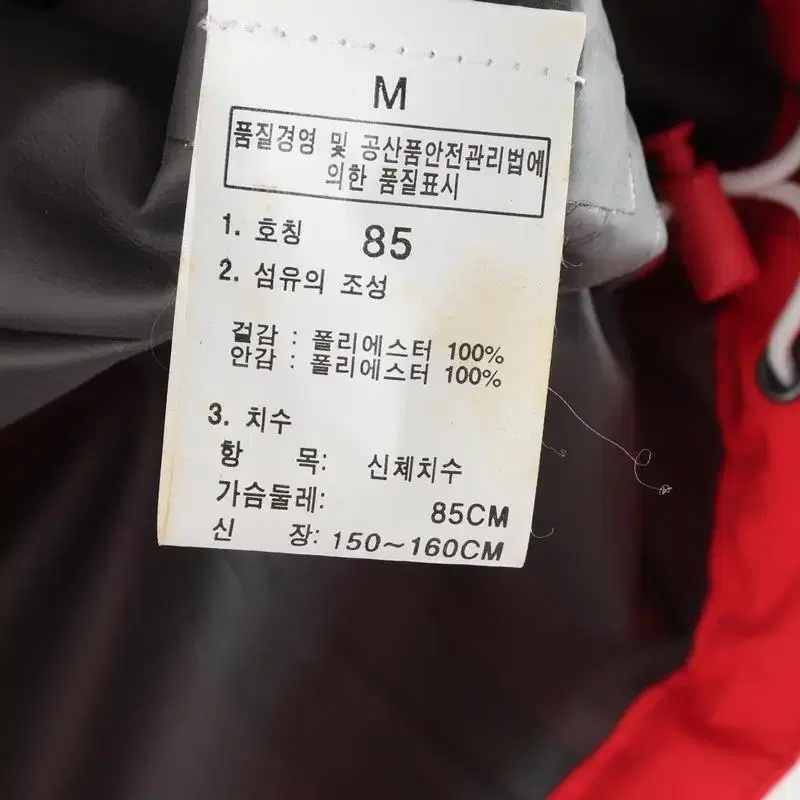 M
품질경영 및 공산품안전관리법에
의한 품질표시
1. 호칭 85
2. 섬유의 조성
겉감 : 폴리에스터 100%
안감 : 폴리에스터 100%
3. 치수
항 목: 신체치수
가슴둘레: 85CM
신 장: 150~160CM